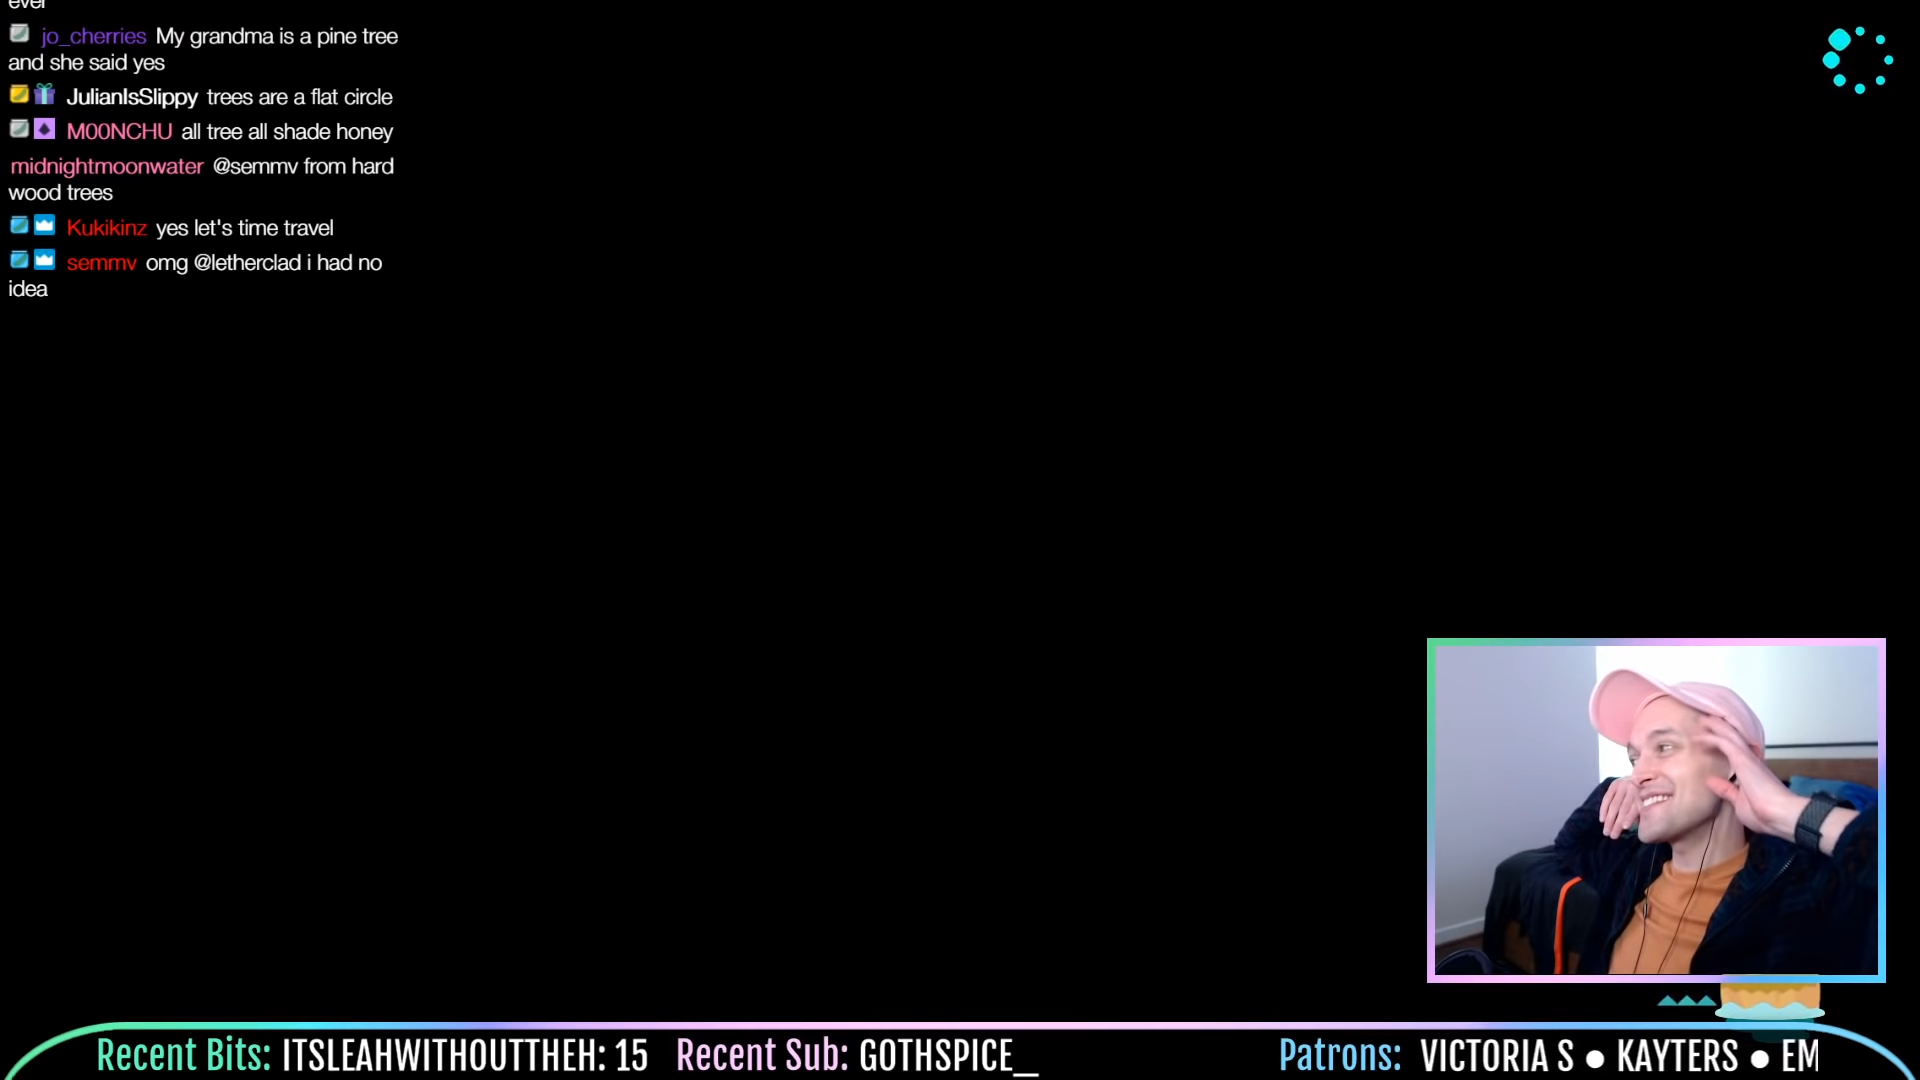 ever
jo_cherries My grandma is a pine tree
and she said yes
JulianIsSlippy trees are a flat circle
M00NCHU all tree all shade honey
midnightmoonwater @semmv from hard
wood trees
Kukikinz yes let's time travel
semmv omg @letherclad i had no
idea
Recent Bits: ITSLEAHWITHOUTTHEH: 15 Recent Sub: GOTHSPICE_ Patrons: VICTORIA S ● KAYTERS ● EM